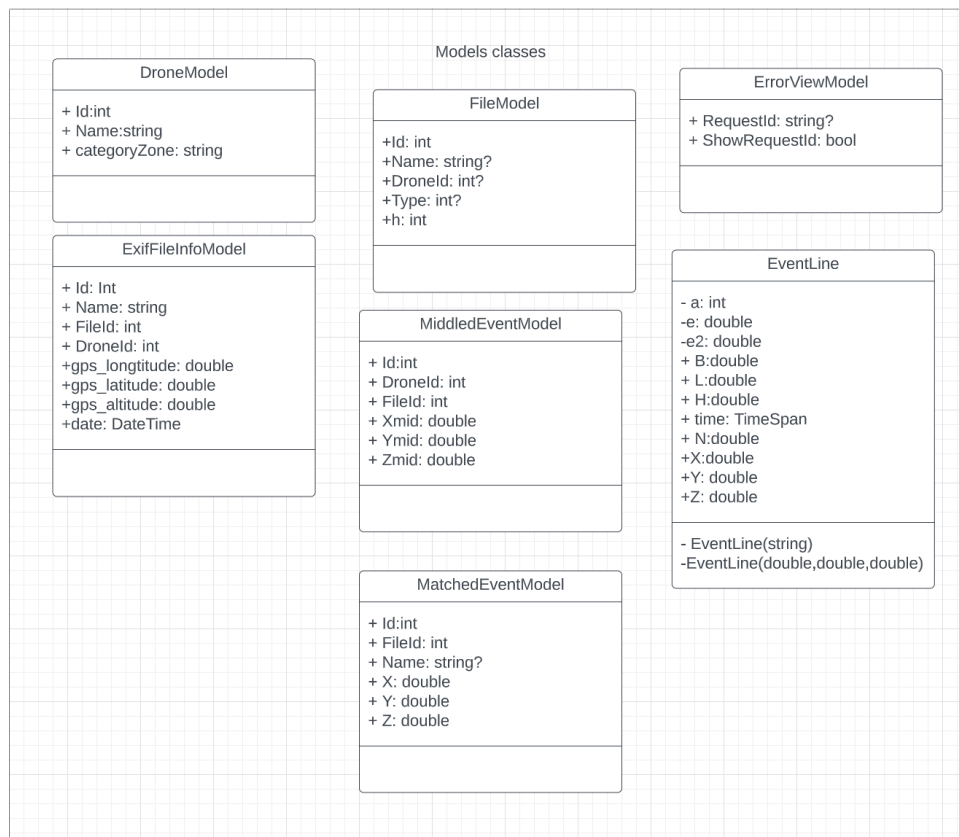 Models classes
DroneModel
+ Id:int
+ Name:string
+ categoryZone: string
FileModel
+Id: int
+Name: string?
+DroneId: int?
+Type: int?
+h: int
ErrorViewModel
+ RequestId: string?
+ ShowRequestId: bool
ExifFileInfoModel
+ Id: Int
+ Name: string
+ FileId: int
+ DroneId: int
+gps_longtitude: double
+gps_latitude: double
+gps_altitude: double
+date: DateTime
MiddledEventModel
+ Id:int
+ DroneId: int
+ FileId: int
+ Xmid: double
+ Ymid: double
+ Zmid: double
EventLine
- a: int
-e: double
-e2: double
+ B:double
+ L:double
+ H:double
+ time: TimeSpan
+ N:double
+X:double
+Y: double
+Z: double
- EventLine(string)
-EventLine(double,double,double)
MatchedEventModel
+ Id:int
+ FileId: int
+ Name: string?
+ X: double
+ Y: double
+ Z: double